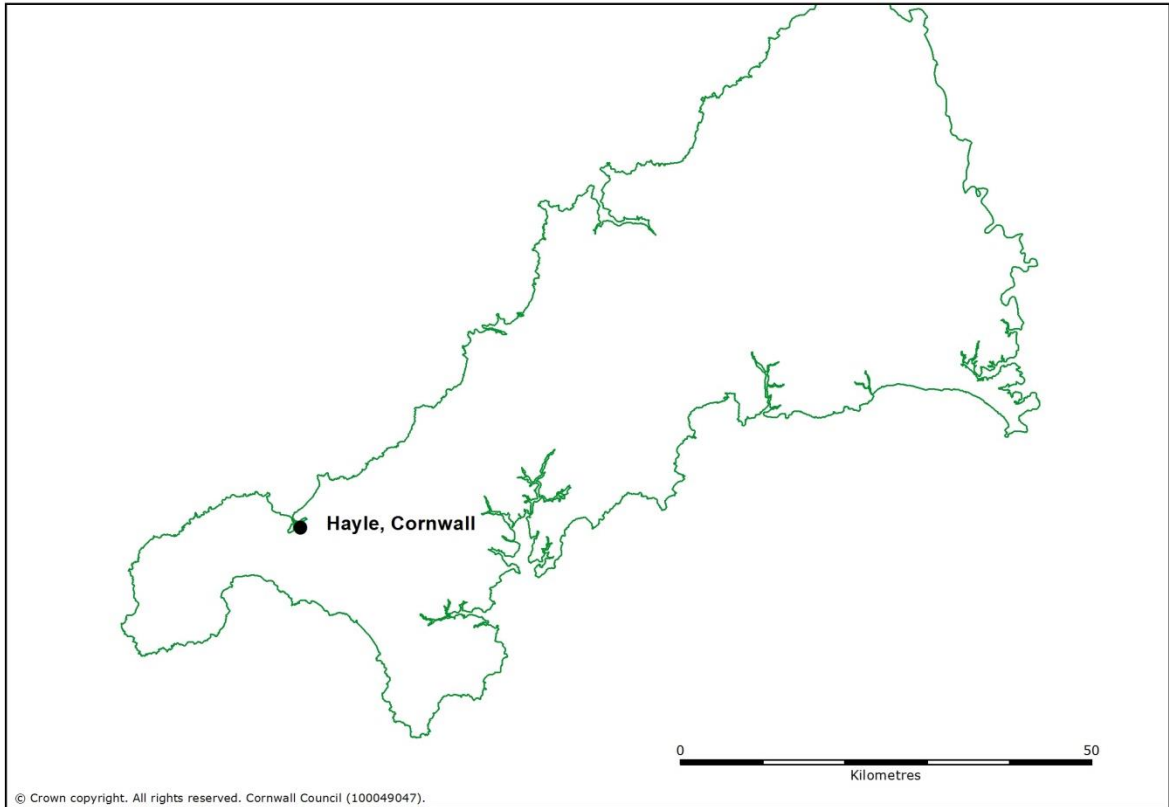 Hayle, Cornwall
0 50
Kilometres
© Crown copyright. All rights reserved. Cornwall Council (100049047).